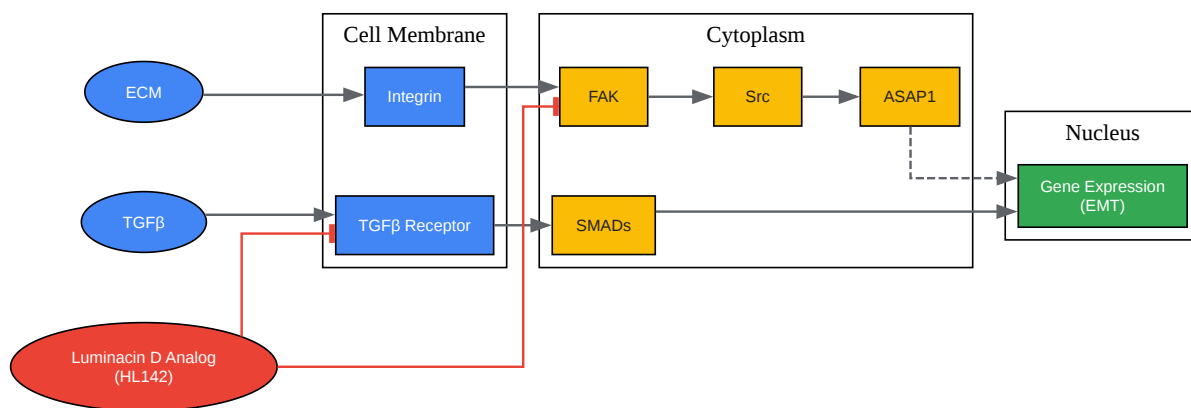 Cell Membrane
Cytoplasm
ECM
Integrin
FAK
Src
ASAP1
Nucleus
Gene Expression
(EMT)
TGFβ
TGFβ Receptor
SMADs
Luminacin D Analog
(HL142)